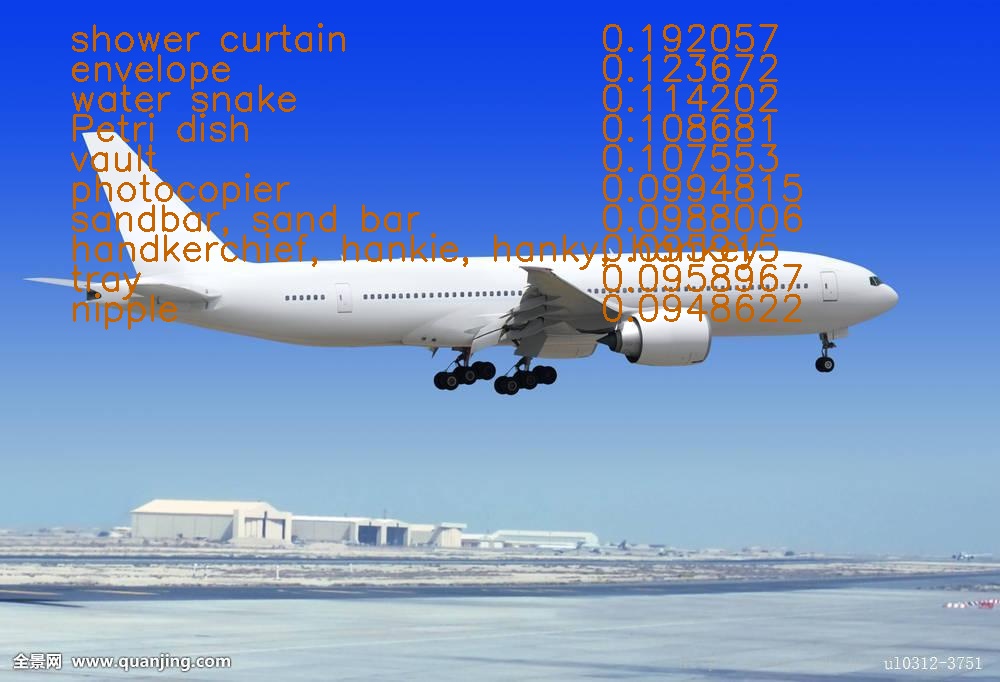 shower curtain 0.192057
envelope 0.123672
water snake 0.114202
Petri dish 0.108681
vault 0.107553
photocopier 0.0994815
sandbar, sand bar 0.0988006
handkerchief, hankie, hanky, hankey
tray 0.0958967
nipple 0.0948622
全景网 www.quanjing.com
ul0312-3751